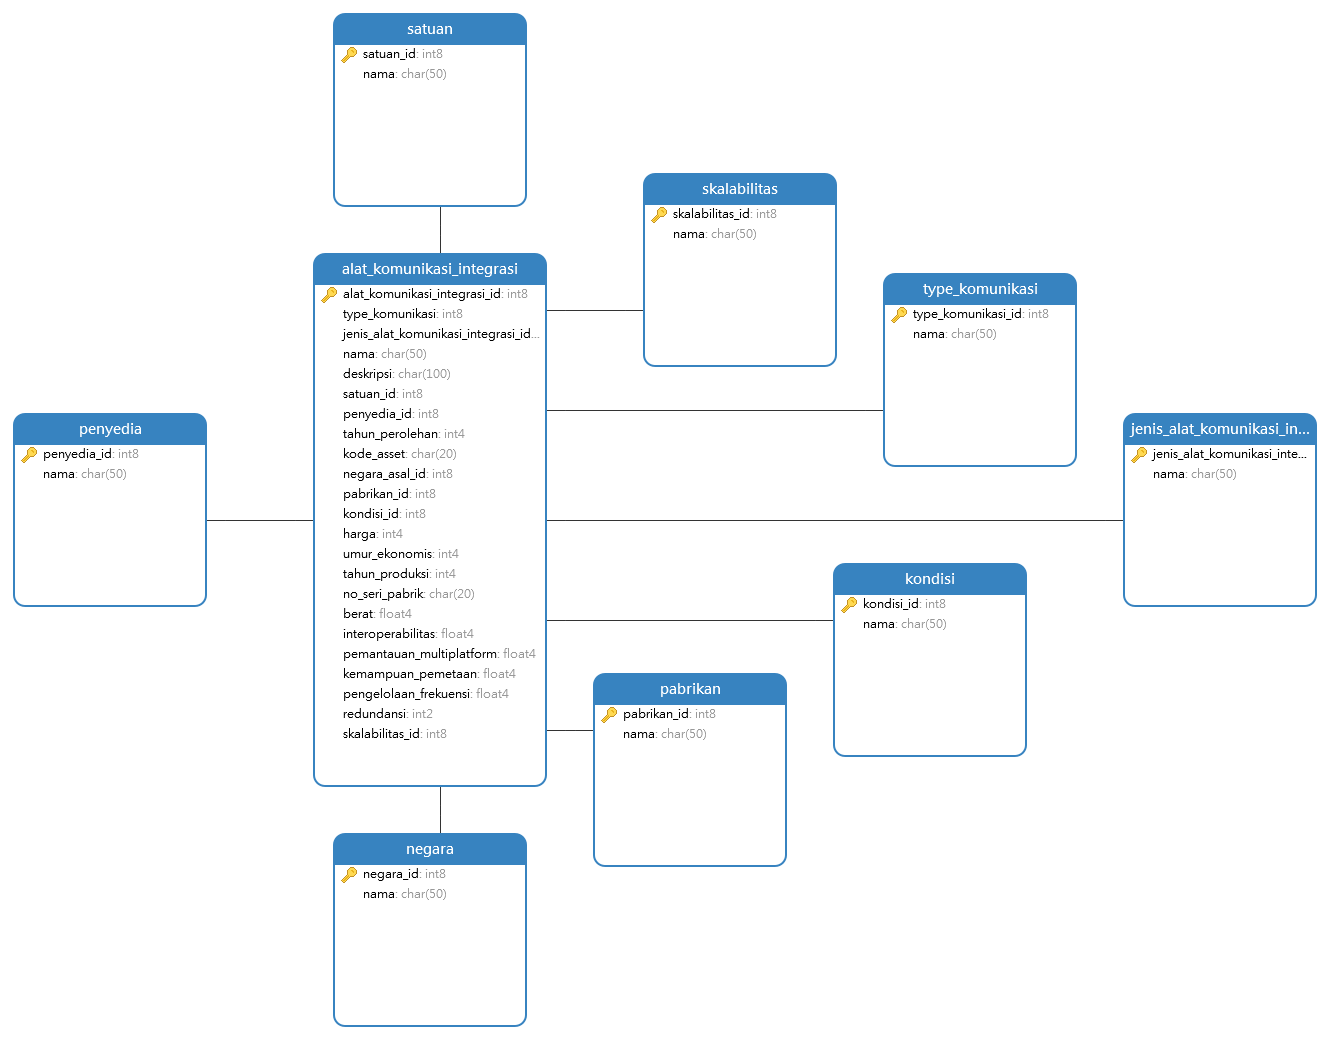 satuan
satuan_id: int8
nama: char(50)
skalabilitas
skalabilitas_id: int8
nama: char(50)
alat_komunikasi_integrasi
alat_komunikasi_integrasi_id: int8
type_komunikasi: int8
jenis_alat_komunikasi_integrasi_id...
nama: char(50)
deskripsi: char(100)
satuan_id: int8
penyedia_id: int8
tahun_perolehan: int4
kode_asset: char(20)
negara_asal_id: int8
pabrikan_id: int8
kondisi_id: int8
harga: int4
umur_ekonomis: int4
tahun_produksi: int4
no_seri_pabrik: char(20)
berat: float4
interoperabilitas: float4
pemantauan_multiplatform: float4
kemampuan_pemetaan: float4
pengelolaan_frekuensi: float4
redundansi: int2
skalabilitas_id: int8
type_komunikasi
type_komunikasi_id: int8
nama: char(50)
penyedia
penyedia_id: int8
nama: char(50)
jenis_alat_komunikasi_in...
jenis_alat_komunikasi_inte...
nama: char(50)
kondisi
kondisi_id: int8
nama: char(50)
pabrikan
pabrikan_id: int8
nama: char(50)
negara
negara_id: int8
nama: char(50)